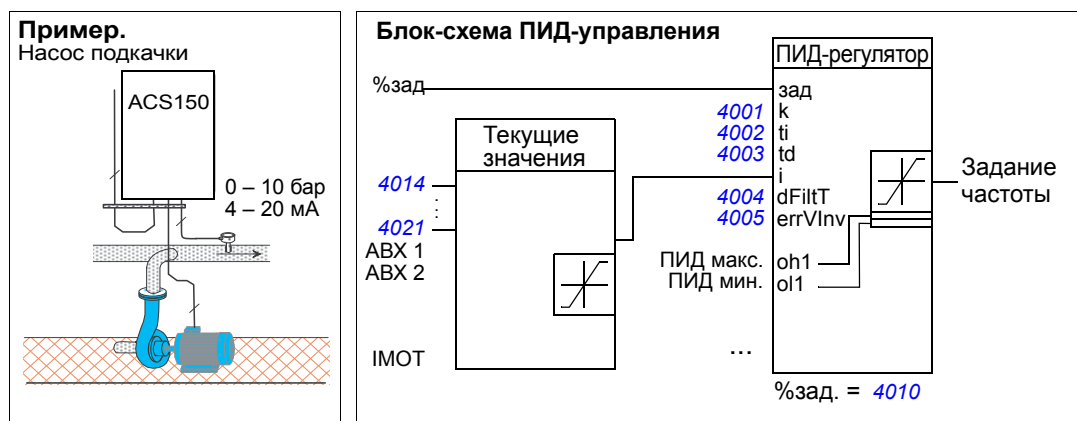 Пример.
Насос подкачки
ACS150
0 – 10 бар
4 – 20 мА
Блок-схема ПИД-управления
%зад
Текущие
значения
4014
⋮
4021
АВХ 1
АВХ 2
IMOT
ПИД-регулятор
зад
4001 k
4002 ti
4003 td
i
4004 dFiltT
4005 errVInv
ПИД макс. oh1
ПИД мин. ol1
...
Задание
частоты
%зад. = 4010